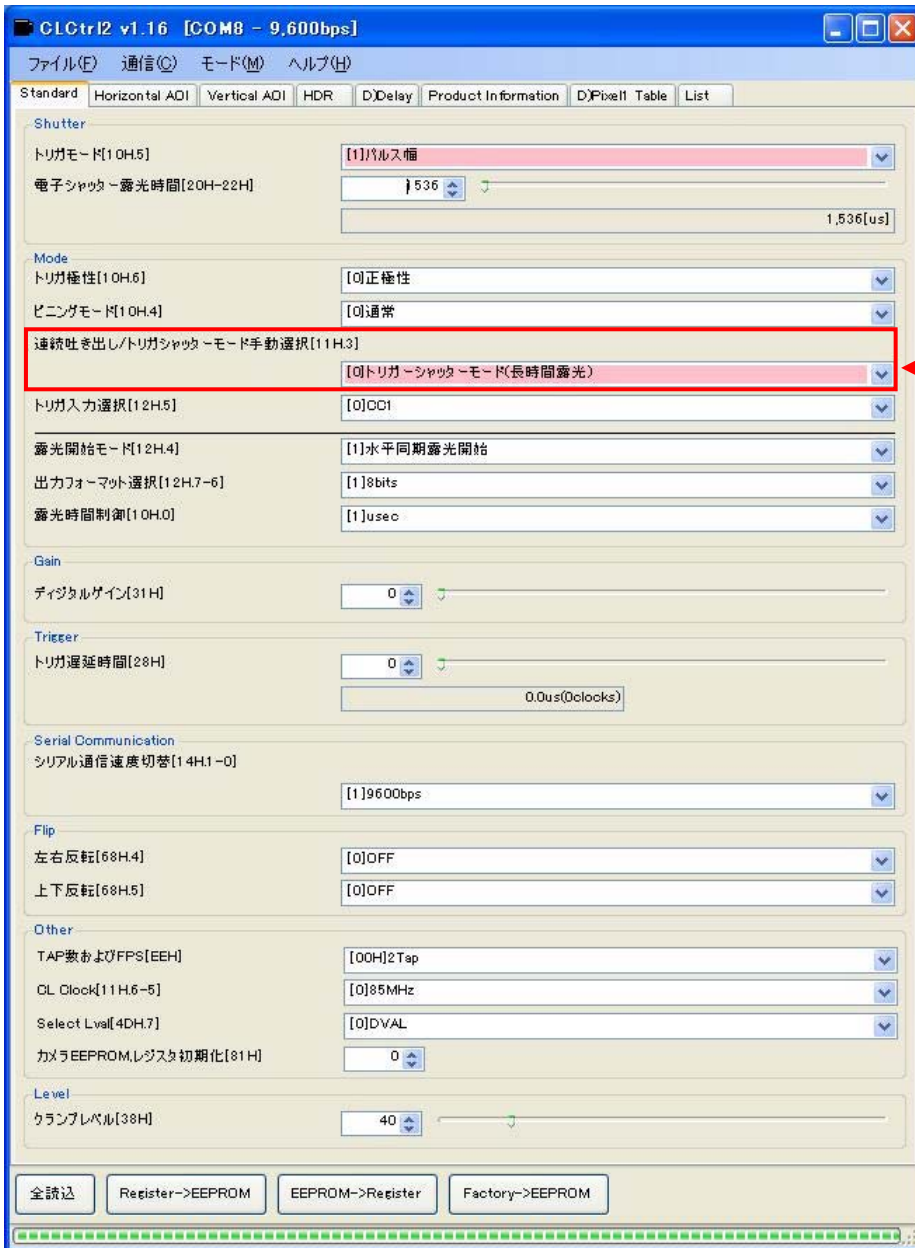 CLCtrl2 v1.16 [COM8 - 9,600bps]
ファイル(F) 通信(C) モード(M) ヘルプ(H)
Standard Horizontal AOI Vertical AOI HDR D)Delay Product Information D)Pixel1 Table List
Shutter
トリガモード[10H.5] [1]パルス幅
電子シャッター露光時間[20H-22H] 1536
1,536[us]
Mode
トリガ極性[10H.6] [0]正極性
ビニングモード[10H.4] [0]通常
連続吐き出し/トリガシャッターモード手動選択[11H.3]
[0]トリガーシャッターモード(長時間露光)
トリガ入力選択[12H.5] [0]CC1
露光開始モード[12H.4] [1]水平同期露光開始
出力フォーマット選択[12H.7-6] [1]8bits
露光時間制御[10H.0] [1]usec
Gain
ディジタルゲイン[31H] 0
Trigger
トリガ遅延時間[28H] 0
0.0us(0clocks)
Serial Communication
シリアル通信速度切替[14H.1-0]
[1]9600bps
Flip
左右反転[68H.4] [0]OFF
上下反転[68H.5] [0]OFF
Other
TAP数およびFPS[EEH] [00H]2Tap
CL Clock[11H.6-5] [0]85MHz
Select Lval[4DH.7] [0]DVAL
カメラEEPROM,レジスタ初期化[81H] 0
Level
クランプレベル[38H] 40
全読込 Register->EEPROM EEPROM->Register Factory->EEPROM